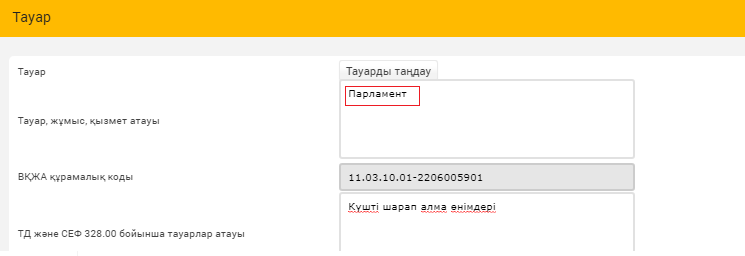 Тауар
Тауар
Тауарды таңдау
Тауар, жұмыс, қызмет атауы
Парламент
ВҚЖА құрамалық коды
11.03.10.01-2206005901
ТД және СЕФ 328.00 бойынша тауарлар атауы
Күшті шарап алма өнімдері